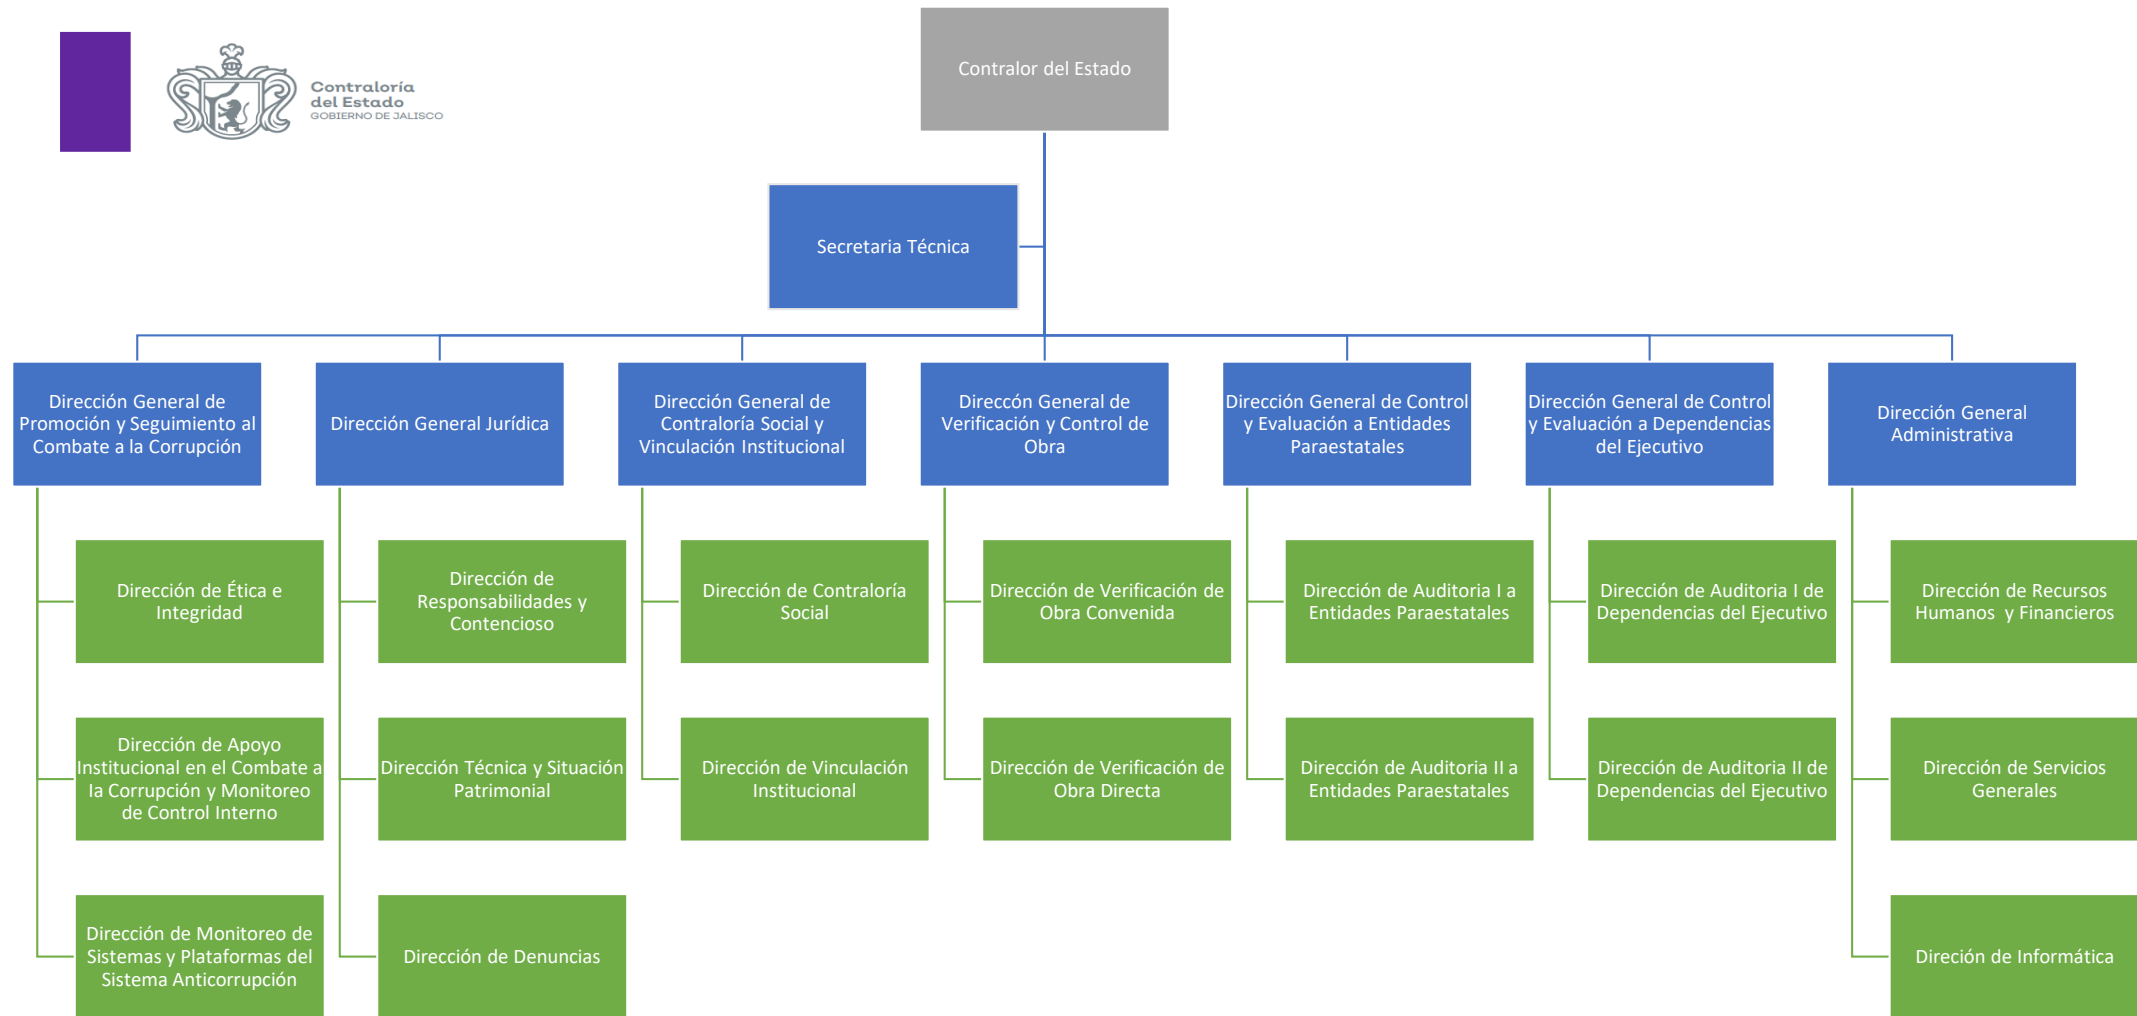 Contraloría
del Estado
GOBIERNO DE JALISCO
Contralor del Estado
Secretaria Técnica
Dirección General de
Promoción y Seguimiento al
Combate a la Corrupción
Dirección General Jurídica
Dirección General de
Contraloría Social y
Vinculación Institucional
Direccón General de
Verificación y Control de
Obra
Dirección General de Control
y Evaluación a Entidades
Paraestatales
Dirección General de Control
y Evaluación a Dependencias
del Ejecutivo
Dirección General
Administrativa
Dirección de Ética e
Integridad
Dirección de
Responsabilidades y
Contencioso
Dirección de Contraloría
Social
Dirección de Verificación de
Obra Convenida
Dirección de Auditoria I a
Entidades Paraestatales
Dirección de Auditoria I de
Dependencias del Ejecutivo
Dirección de Recursos
Humanos y Financieros
Dirección de Apoyo
Institucional en el Combate a
la Corrupción y Monitoreo
de Control Interno
Dirección Técnica y Situación
Patrimonial
Dirección de Vinculación
Institucional
Dirección de Verificación de
Obra Directa
Dirección de Auditoria II a
Entidades Paraestatales
Dirección de Auditoria II de
Dependencias del Ejecutivo
Dirección de Servicios
Generales
Dirección de Monitoreo de
Sistemas y Plataformas del
Sistema Anticorrupción
Dirección de Denuncias
Direción de Informática